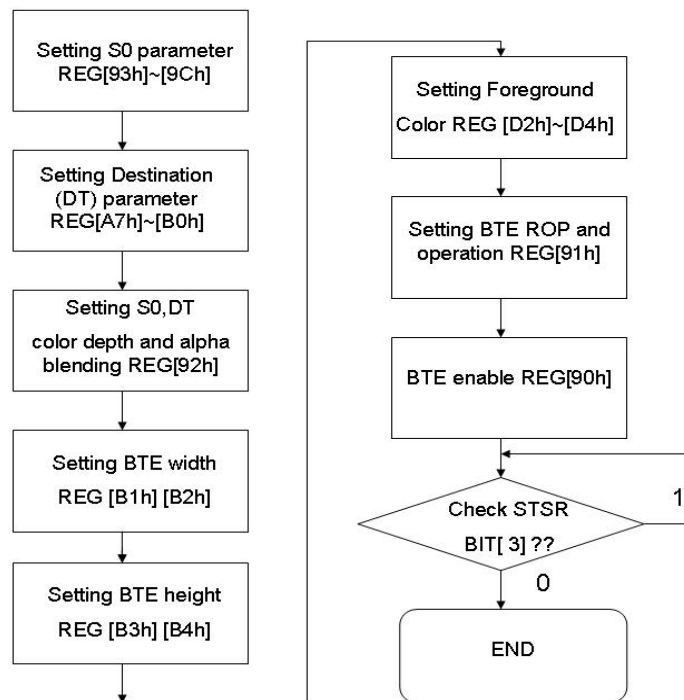 Setting S0 parameter
REG[93h]~[9Ch]
Setting Destination
(DT) parameter
REG[A7h]~[B0h]
Setting S0,DT
color depth and alpha
blending REG[92h]
Setting BTE width
REG [B1h] [B2h]
Setting BTE height
REG [B3h] [B4h]
Setting Foreground
Color REG [D2h]~[D4h]
Setting BTE ROP and
operation REG[91h]
BTE enable REG[90h]
Check STSR
BIT[ 3] ??
1
0
END